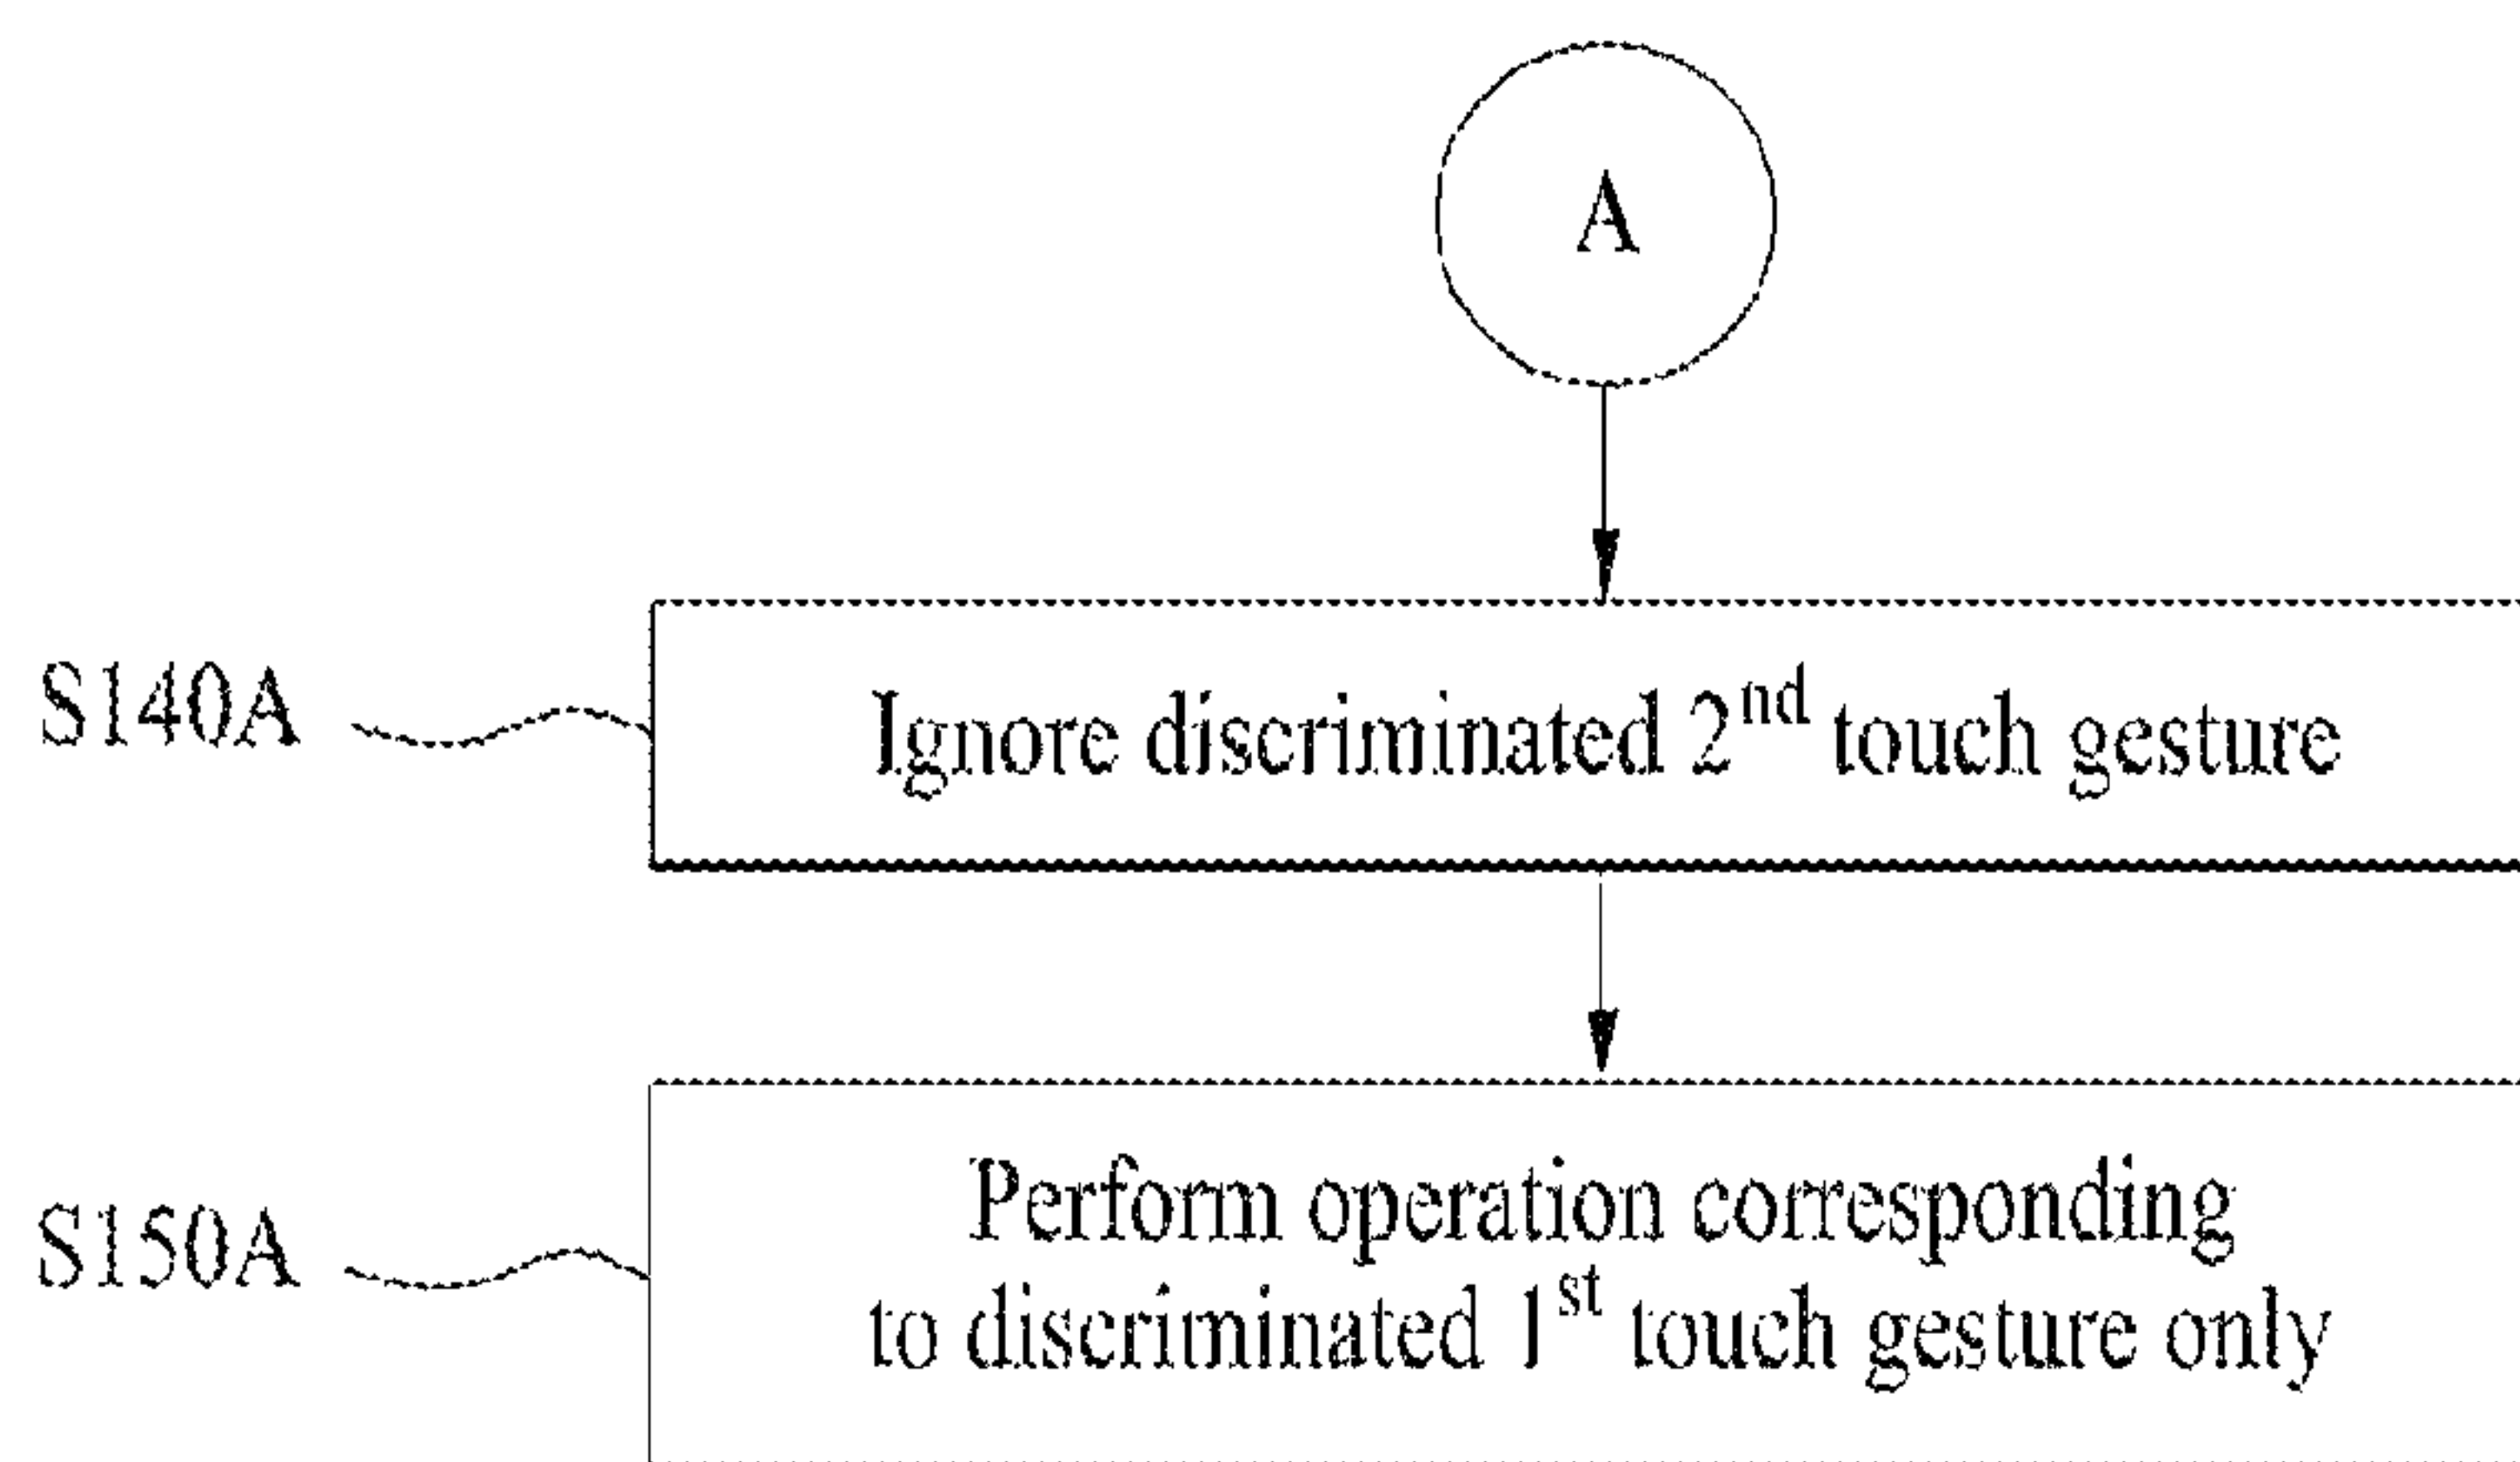 A
S140A
Ignore discriminated 2nd touch gesture
S150A
Perform operation corresponding
to discriminated 1st touch gesture only